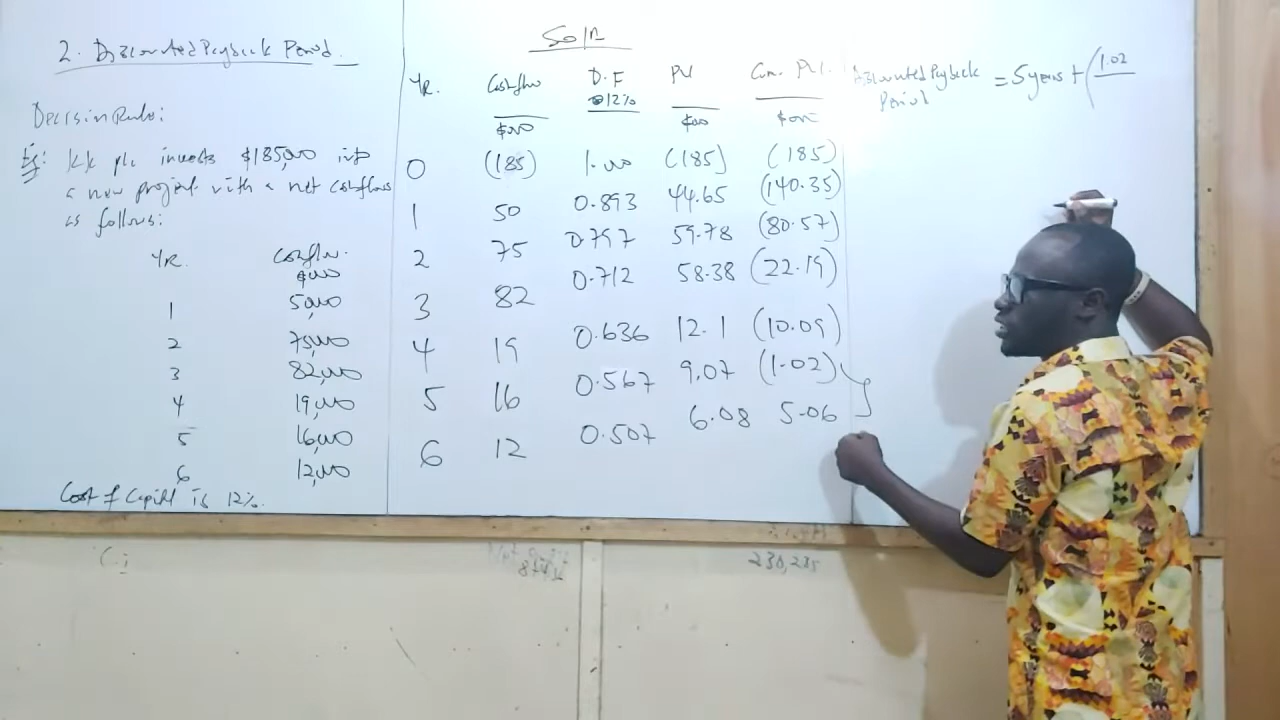 2. Discounted Payback Period.
Decision Rule:
Eg: KK plc invests $185,000 into
a new project with a net cashflows
as follows:
YR. Cashflow.
$000
1 50,000
2 75,000
3 82,000
4 19,000
5 16,000
6 12,000
Cost of Capital is 12%.
Soln
YR. Cashflow D.F PV Cum. PV.
@12%
$000 $000 $000
0 (185) 1.00 (185) (185)
1 50 0.893 44.65 (140.35)
2 75 0.797 59.78 (80.57)
3 82 0.712 58.38 (22.19)
4 19 0.636 12.1 (10.09)
5 16 0.567 9.07 (1.02)
6 12 0.507 6.08 5.06
Discounted Payback Period = 5 years + (1.02
230,235